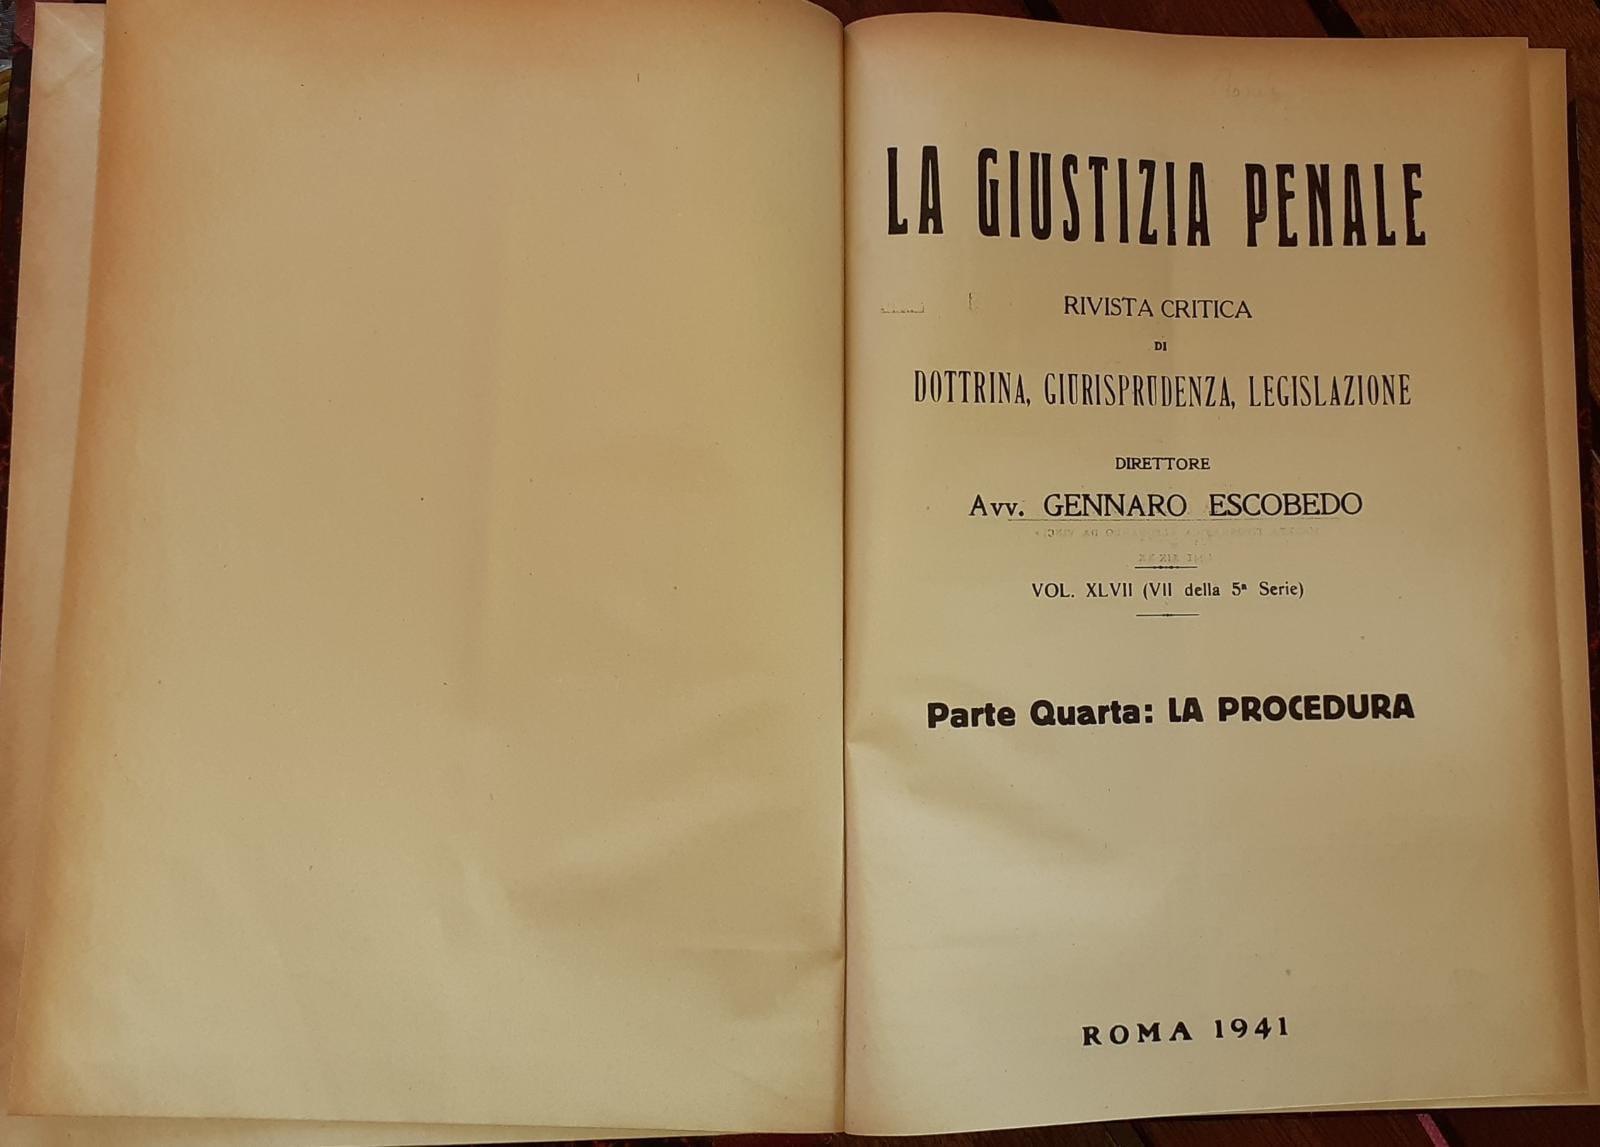 LA GIUSTIZIA PENALE
RIVISTA CRITICA
DI
DOTTRINA, GIURISPRUDENZA, LEGISLAZIONE
DIRETTORE
Avv. GENNARO ESCOBEDO
VOL. XLVII (VII della 5ª Serie)
Parte Quarta: LA PROCEDURA
ROMA 1941